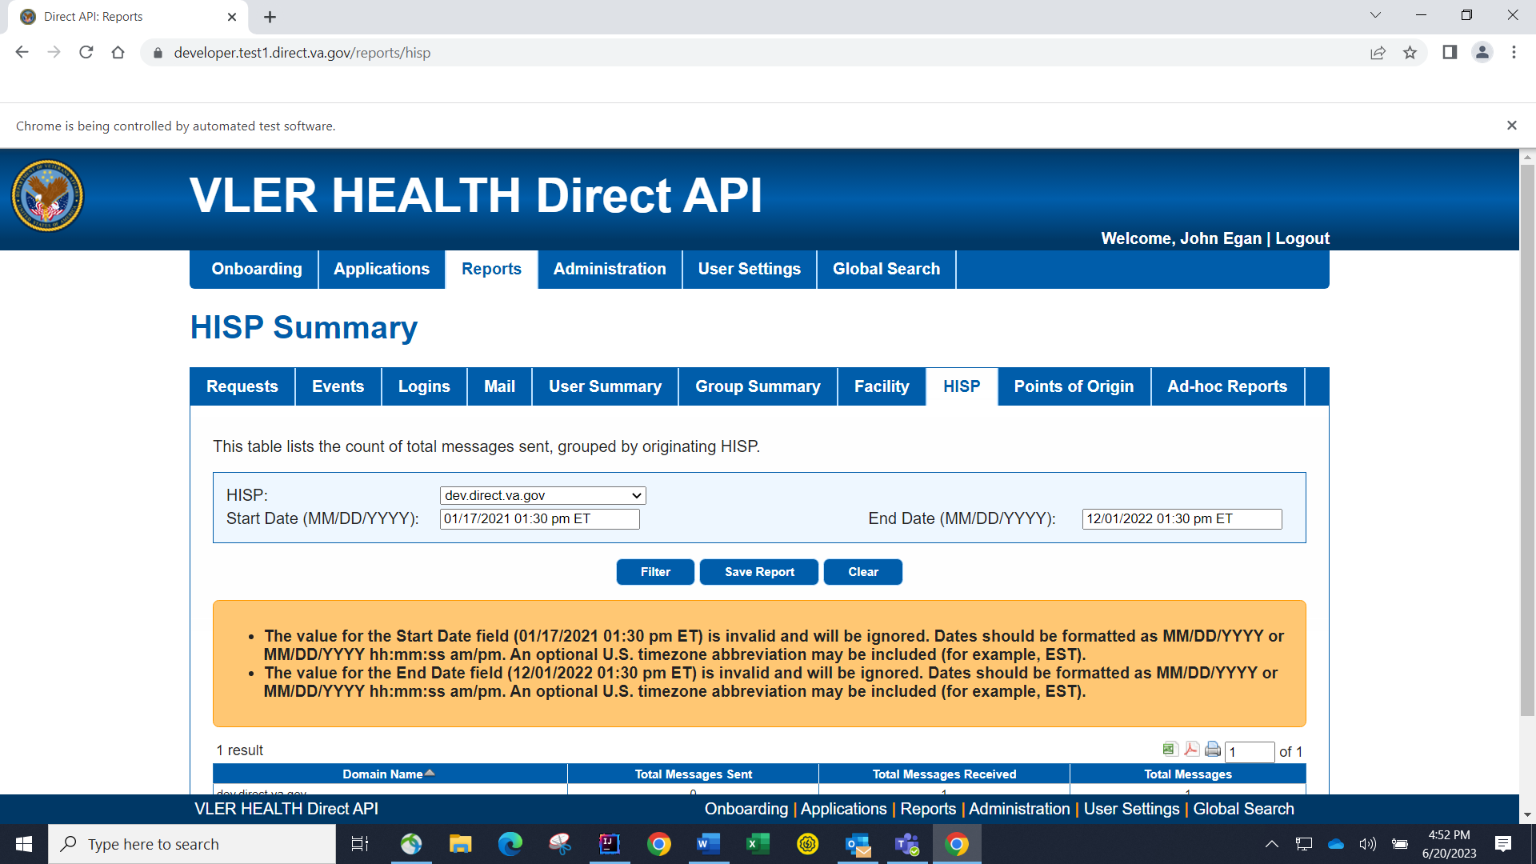 Direct API: Reports
developer.test1.direct.va.gov/reports/hisp
Chrome is being controlled by automated test software.
VLER HEALTH Direct API
Welcome, John Egan | Logout
Onboarding Applications Reports Administration User Settings Global Search
HISP Summary
Requests Events Logins Mail User Summary Group Summary Facility HISP Points of Origin Ad-hoc Reports
This table lists the count of total messages sent, grouped by originating HISP.
HISP: dev.direct.va.gov
Start Date (MM/DD/YYYY): 01/17/2021 01:30 pm ET End Date (MM/DD/YYYY): 12/01/2022 01:30 pm ET
Filter Save Report Clear
• The value for the Start Date field (01/17/2021 01:30 pm ET) is invalid and will be ignored. Dates should be formatted as MM/DD/YYYY or
MM/DD/YYYY hh:mm:ss am/pm. An optional U.S. timezone abbreviation may be included (for example, EST).
• The value for the End Date field (12/01/2022 01:30 pm ET) is invalid and will be ignored. Dates should be formatted as MM/DD/YYYY or
MM/DD/YYYY hh:mm:ss am/pm. An optional U.S. timezone abbreviation may be included (for example, EST).
1 result 1 of 1
Domain Name Total Messages Sent Total Messages Received Total Messages
dev.direct.va.gov 0 1 1
VLER HEALTH Direct API Onboarding | Applications | Reports | Administration | User Settings | Global Search
Type here to search
4:52 PM
6/20/2023